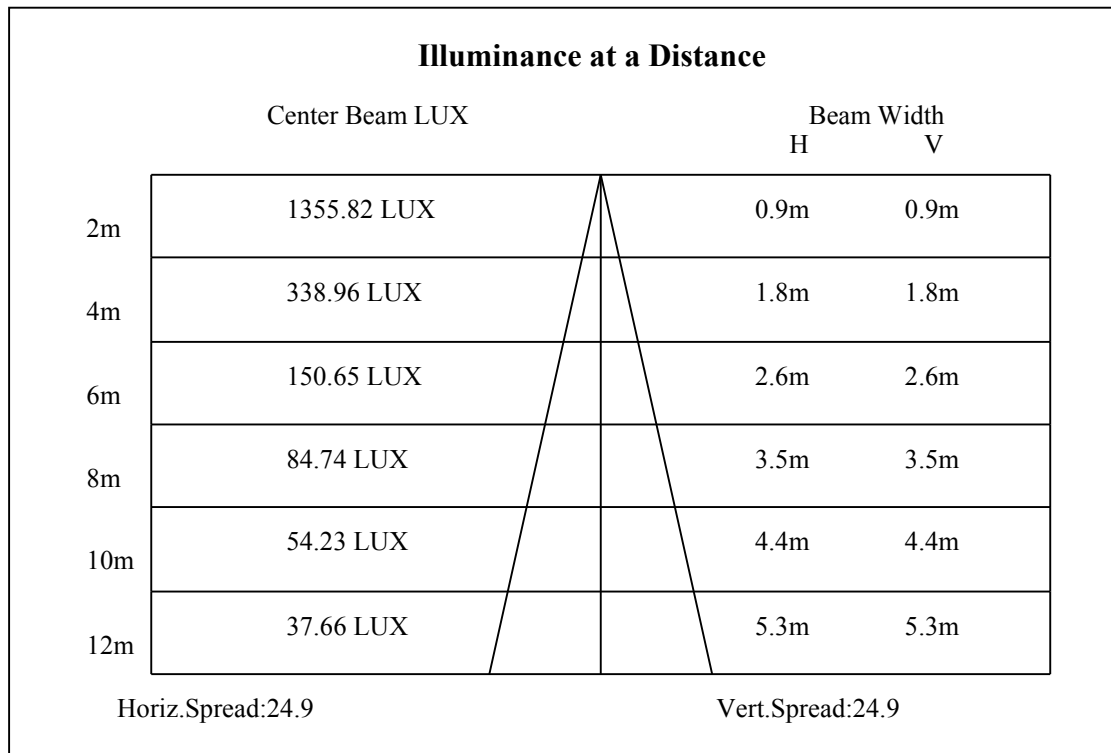 Illuminance at a Distance
Center Beam LUX Beam Width
H V
2m 1355.82 LUX 0.9m 0.9m
4m 338.96 LUX 1.8m 1.8m
6m 150.65 LUX 2.6m 2.6m
8m 84.74 LUX 3.5m 3.5m
10m 54.23 LUX 4.4m 4.4m
12m 37.66 LUX 5.3m 5.3m
Horiz.Spread:24.9 Vert.Spread:24.9